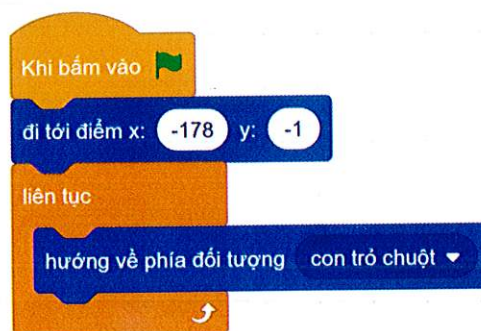 Khi bấm vào
đi tới điểm x: -178 y: -1
liên tục
hướng về phía đối tượng con trỏ chuột